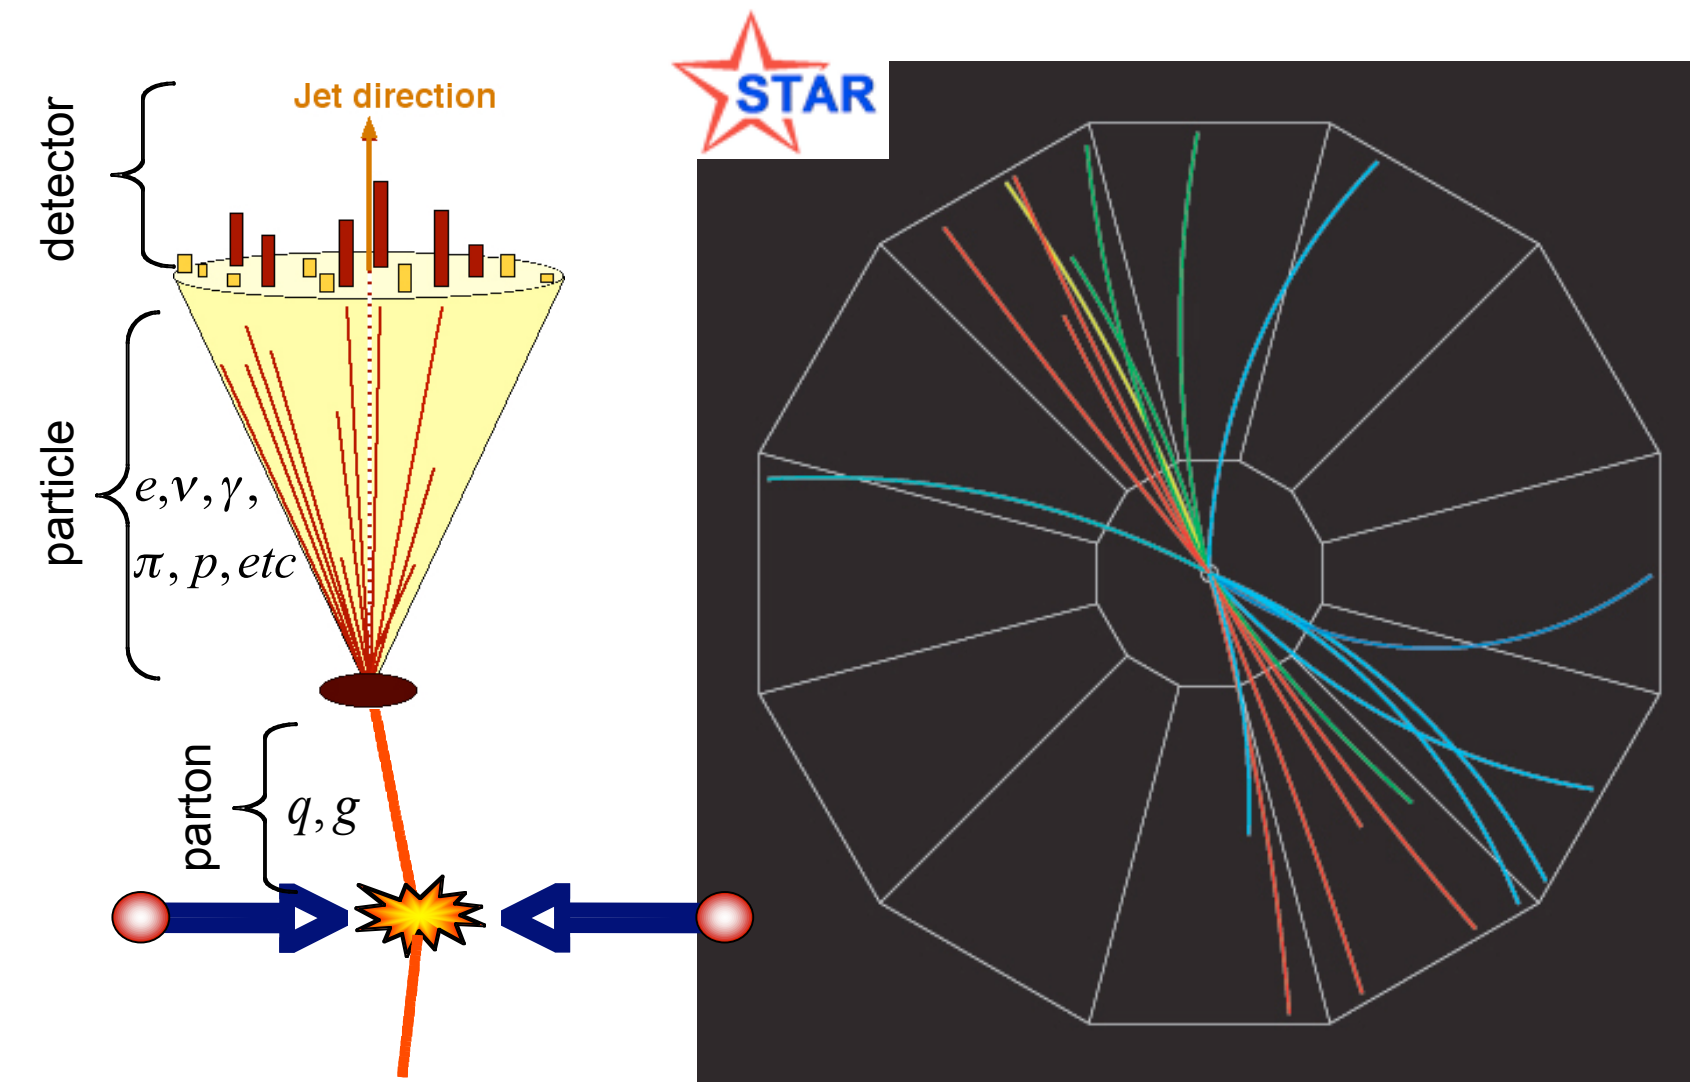 STAR
Jet direction
detector
particle
e,ν,γ,
π, p, etc
parton
q, g